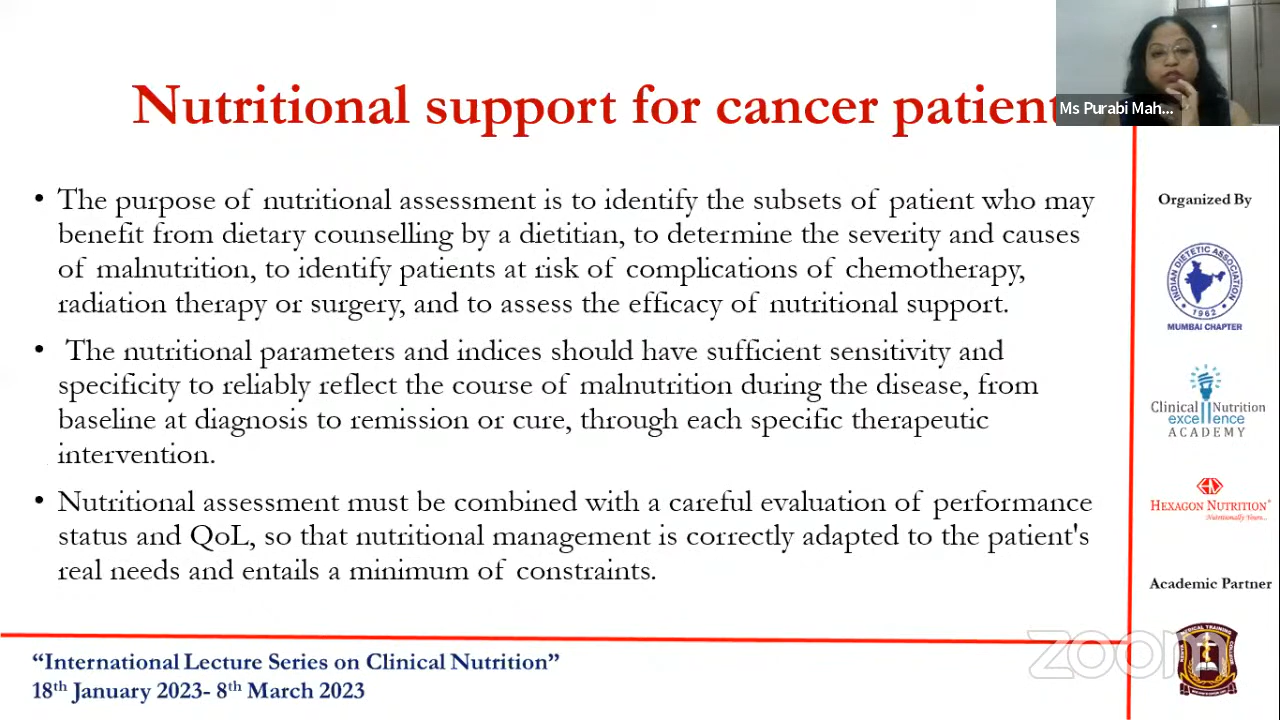 Nutritional support for cancer patient
Ms Purabi Mah...
• The purpose of nutritional assessment is to identify the subsets of patient who may
benefit from dietary counselling by a dietitian, to determine the severity and causes
of malnutrition, to identify patients at risk of complications of chemotherapy,
radiation therapy or surgery, and to assess the efficacy of nutritional support.
• The nutritional parameters and indices should have sufficient sensitivity and
specificity to reliably reflect the course of malnutrition during the disease, from
baseline at diagnosis to remission or cure, through each specific therapeutic
intervention.
• Nutritional assessment must be combined with a careful evaluation of performance
status and QoL, so that nutritional management is correctly adapted to the patient's
real needs and entails a minimum of constraints.
Organized By
INDIAN DIETETIC ASSOCIATION
1962
MUMBAI CHAPTER
Clinical Nutrition
excellence
ACADEMY
HEXAGON NUTRITION
Nutritionally Yours...
Academic Partner
MEDICAL TRAINING
“International Lecture Series on Clinical Nutrition”
18th January 2023- 8th March 2023
zoom